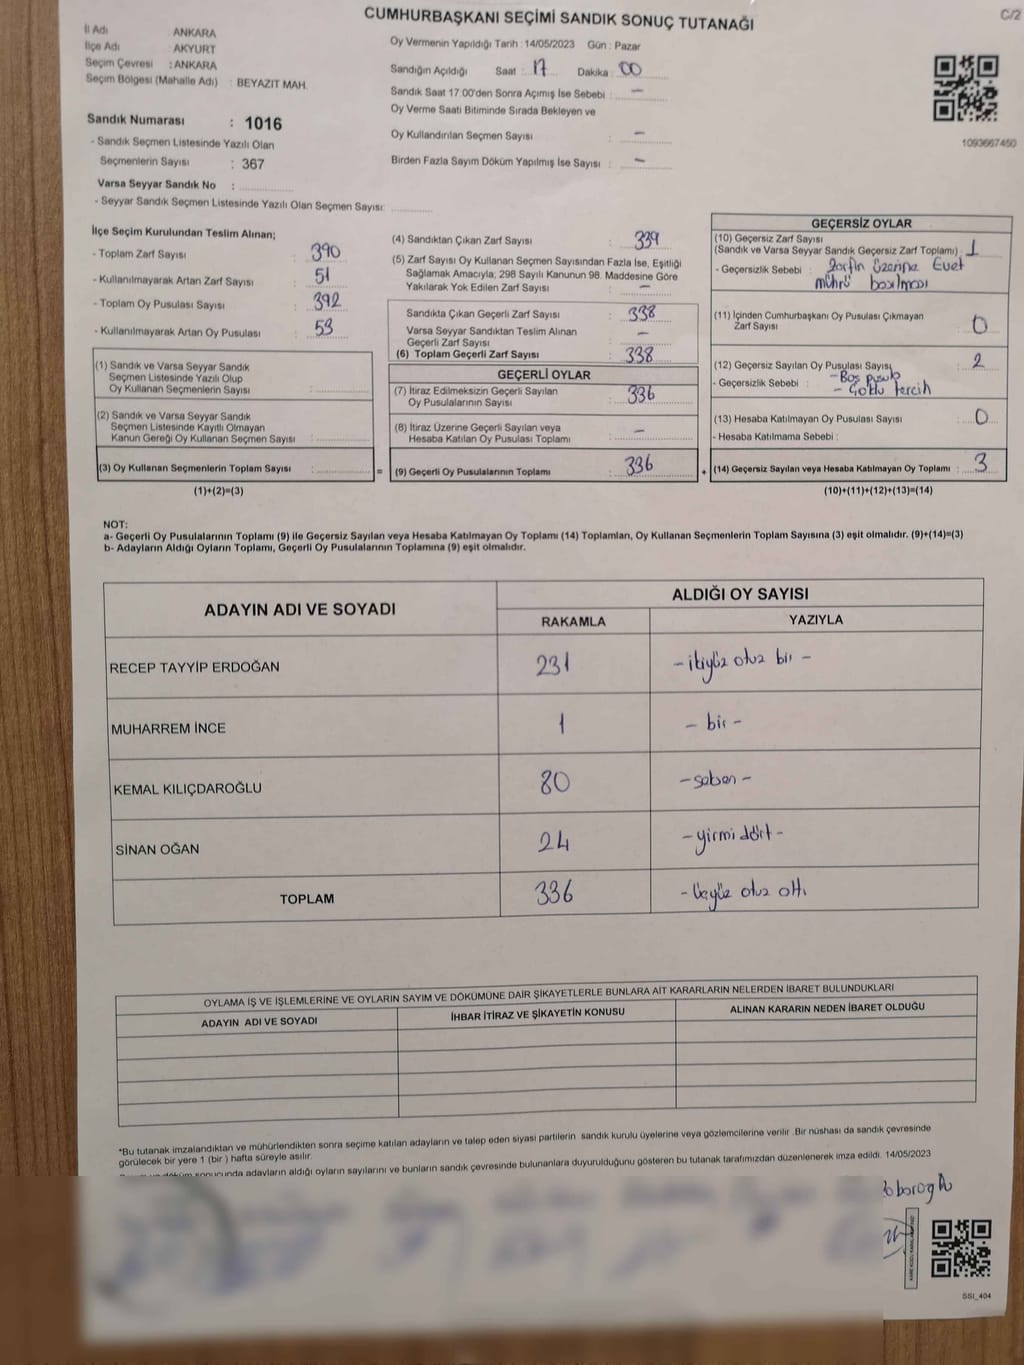 CUMHURBAŞKANI SEÇİMİ SANDIK SONUÇ TUTANAĞI
C/2
İl Adı : ANKARA
İlçe Adı : AKYURT
Seçim Çevresi : ANKARA
Seçim Bölgesi (Mahalle Adı) : BEYAZIT MAH.
Sandık Numarası : 1016
- Sandık Seçmen Listesinde Yazılı Olan
Seçmenlerin Sayısı : 367
Varsa Seyyar Sandık No :
- Seyyar Sandık Seçmen Listesinde Yazılı Olan Seçmen Sayısı:
Oy Vermenin Yapıldığı Tarih : 14/05/2023 Gün : Pazar
Sandığın Açıldığı Saat : 17 Dakika : 00
Sandık Saat 17:00'den Sonra Açımış İse Sebebi : -
Oy Verme Saati Bitiminde Sırada Bekleyen ve
Oy Kullandırılan Seçmen Sayısı : -
Birden Fazla Sayım Döküm Yapılmış İse Sayısı : -
1093667450
İlçe Seçim Kurulundan Teslim Alınan;
- Toplam Zarf Sayısı : 390
- Kullanılmayarak Artan Zarf Sayısı : 51
- Toplam Oy Pusulası Sayısı : 392
- Kullanılmayarak Artan Oy Pusulası : 53
(1) Sandık ve Varsa Seyyar Sandık
Seçmen Listesinde Yazılı Olup
Oy Kullanan Seçmenlerin Sayısı :
(2) Sandık ve Varsa Seyyar Sandık
Seçmen Listesinde Kayıtlı Olmayan
Kanun Gereği Oy Kullanan Seçmen Sayısı :
(3) Oy Kullanan Seçmenlerin Toplam Sayısı :
(1)+(2)=(3)
(4) Sandıktan Çıkan Zarf Sayısı : 339
(5) Zarf Sayısı Oy Kullanan Seçmen Sayısından Fazla İse, Eşitliği
Sağlamak Amacıyla; 298 Sayılı Kanunun 98. Maddesine Göre
Yakılarak Yok Edilen Zarf Sayısı : -
Sandıkta Çıkan Geçerli Zarf Sayısı : 338
Varsa Seyyar Sandıktan Teslim Alınan
Geçerli Zarf Sayısı : -
(6) Toplam Geçerli Zarf Sayısı : 338
GEÇERLİ OYLAR
(7) İtiraz Edilmeksizin Geçerli Sayılan
Oy Pusulalarının Sayısı : 336
(8) İtiraz Üzerine Geçerli Sayılan veya
Hesaba Katılan Oy Pusulası Toplamı : -
= (9) Geçerli Oy Pusulalarının Toplamı : 336
GEÇERSİZ OYLAR
(10) Geçersiz Zarf Sayısı
(Sandık ve Varsa Seyyar Sandık Geçersiz Zarf Toplamı) : 1
- Geçersizlik Sebebi : Zarfın üzerine Evet
mührü basılması
(11) İçinden Cumhurbaşkanı Oy Pusulası Çıkmayan
Zarf Sayısı : 0
(12) Geçersiz Sayılan Oy Pusulası Sayısı : 2
- Geçersizlik Sebebi : - Boş pusula
- Çoklu tercih
(13) Hesaba Katılmayan Oy Pusulası Sayısı : 0
- Hesaba Katılmama Sebebi :
+ (14) Geçersiz Sayılan veya Hesaba Katılmayan Oy Toplamı : 3
(10)+(11)+(12)+(13)=(14)
NOT:
a- Geçerli Oy Pusulalarının Toplamı (9) ile Geçersiz Sayılan veya Hesaba Katılmayan Oy Toplamı (14) Toplamları, Oy Kullanan Seçmenlerin Toplam Sayısına (3) eşit olmalıdır. (9)+(14)=(3)
b- Adayların Aldığı Oyların Toplamı, Geçerli Oy Pusulalarının Toplamına (9) eşit olmalıdır.
ADAYIN ADI VE SOYADI
ALDIĞI OY SAYISI
RAKAMLA YAZIYLA
RECEP TAYYİP ERDOĞAN 231 - ikiyüz otuz bir -
MUHARREM İNCE 1 - bir -
KEMAL KILIÇDAROĞLU 80 - seksen -
SİNAN OĞAN 24 - yirmi dört -
TOPLAM 336 - üçyüz otuz altı
OYLAMA İŞ VE İŞLEMLERİNE VE OYLARIN SAYIM VE DÖKÜMÜNE DAİR ŞİKAYETLERLE BUNLARA AİT KARARLARIN NELERDEN İBARET BULUNDUKLARI
ADAYIN ADI VE SOYADI İHBAR İTİRAZ VE ŞİKAYETİN KONUSU ALINAN KARARIN NEDEN İBARET OLDUĞU
*Bu tutanak imzalandıktan ve mühürlendikten sonra seçime katılan adayların ve talep eden siyasi partilerin sandık kurulu üyelerine veya gözlemcilerine verilir .Bir nüshası da sandık çevresinde
görülecek bir yere 1 (bir ) hafta süreyle asılır.
sonucunda adayların aldığı oyların sayılarını ve bunların sandık çevresinde bulunanlara duyurulduğunu gösteren bu tutanak tarafımızdan düzenlenerek imza edildi. 14/05/2023
SSI_404